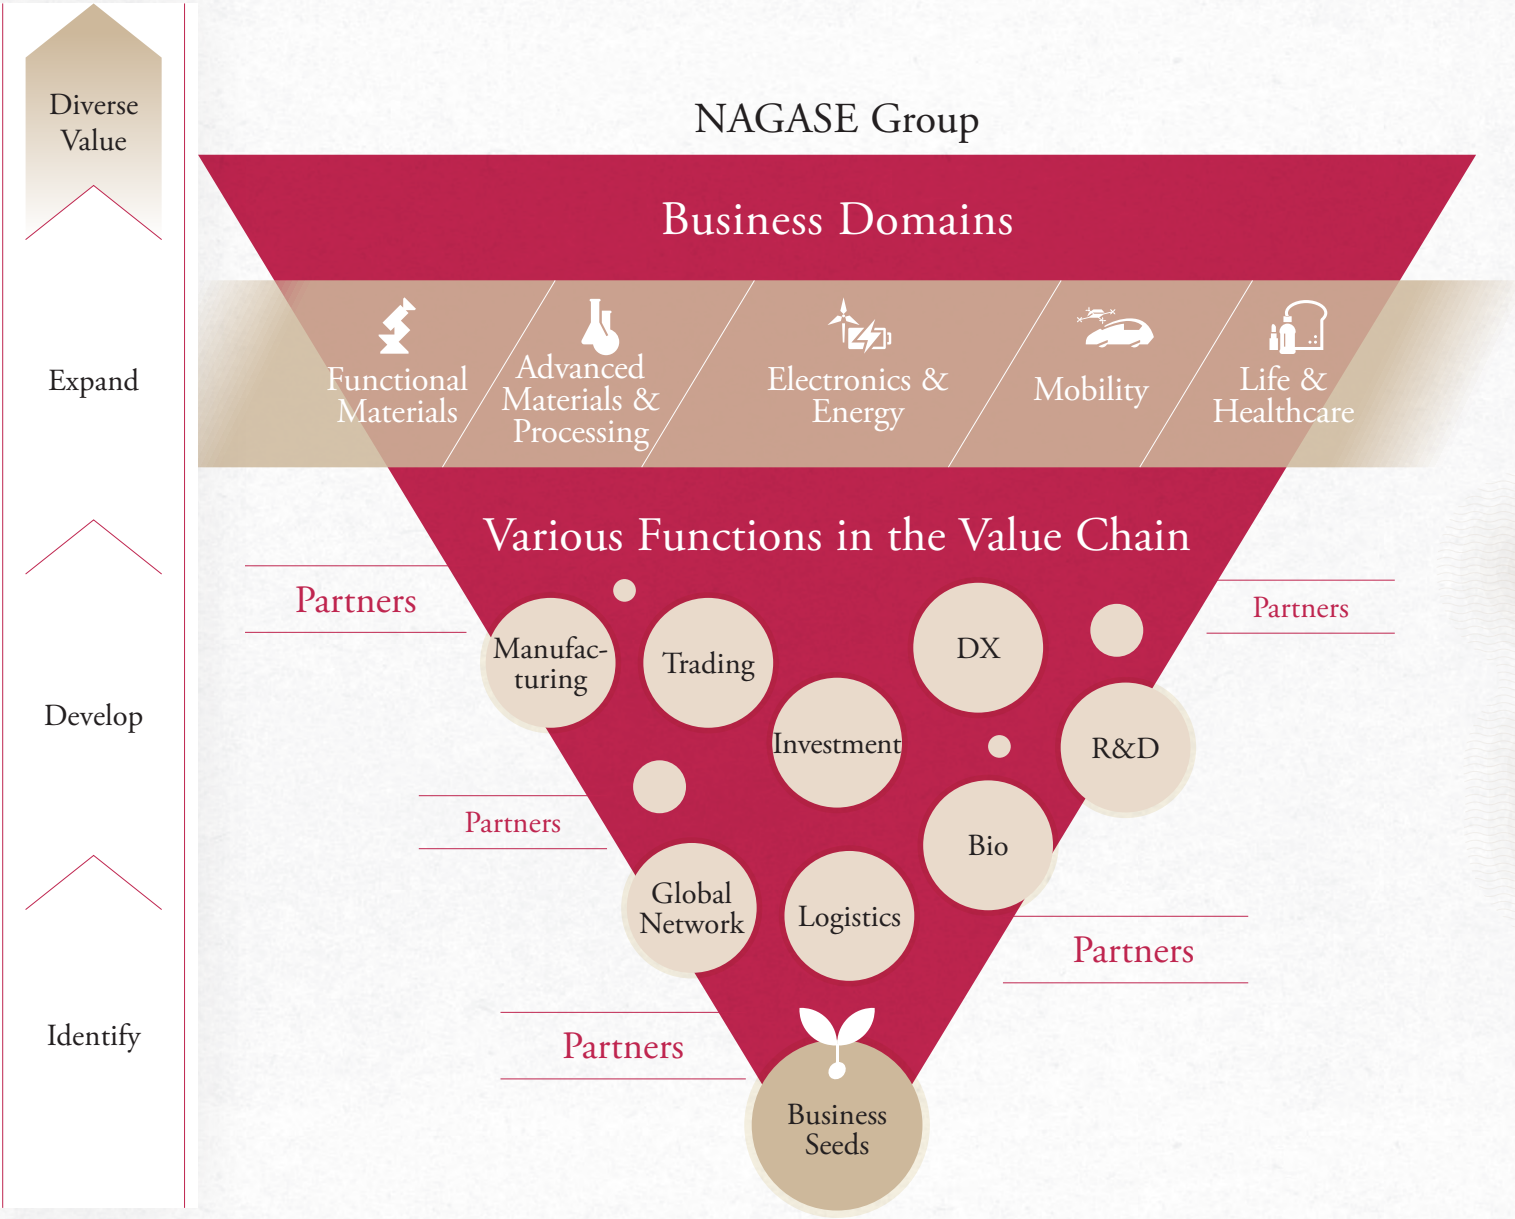 Diverse
Value
Expand
Develop
Identify
NAGASE Group
Business Domains
Functional
Materials
Advanced
Materials &
Processing
Electronics &
Energy
Mobility
Life &
Healthcare
Various Functions in the Value Chain
Partners
Partners
Manufac-
turing
Trading
DX
Investment
R&D
Partners
Bio
Global
Network
Logistics
Partners
Partners
Business
Seeds